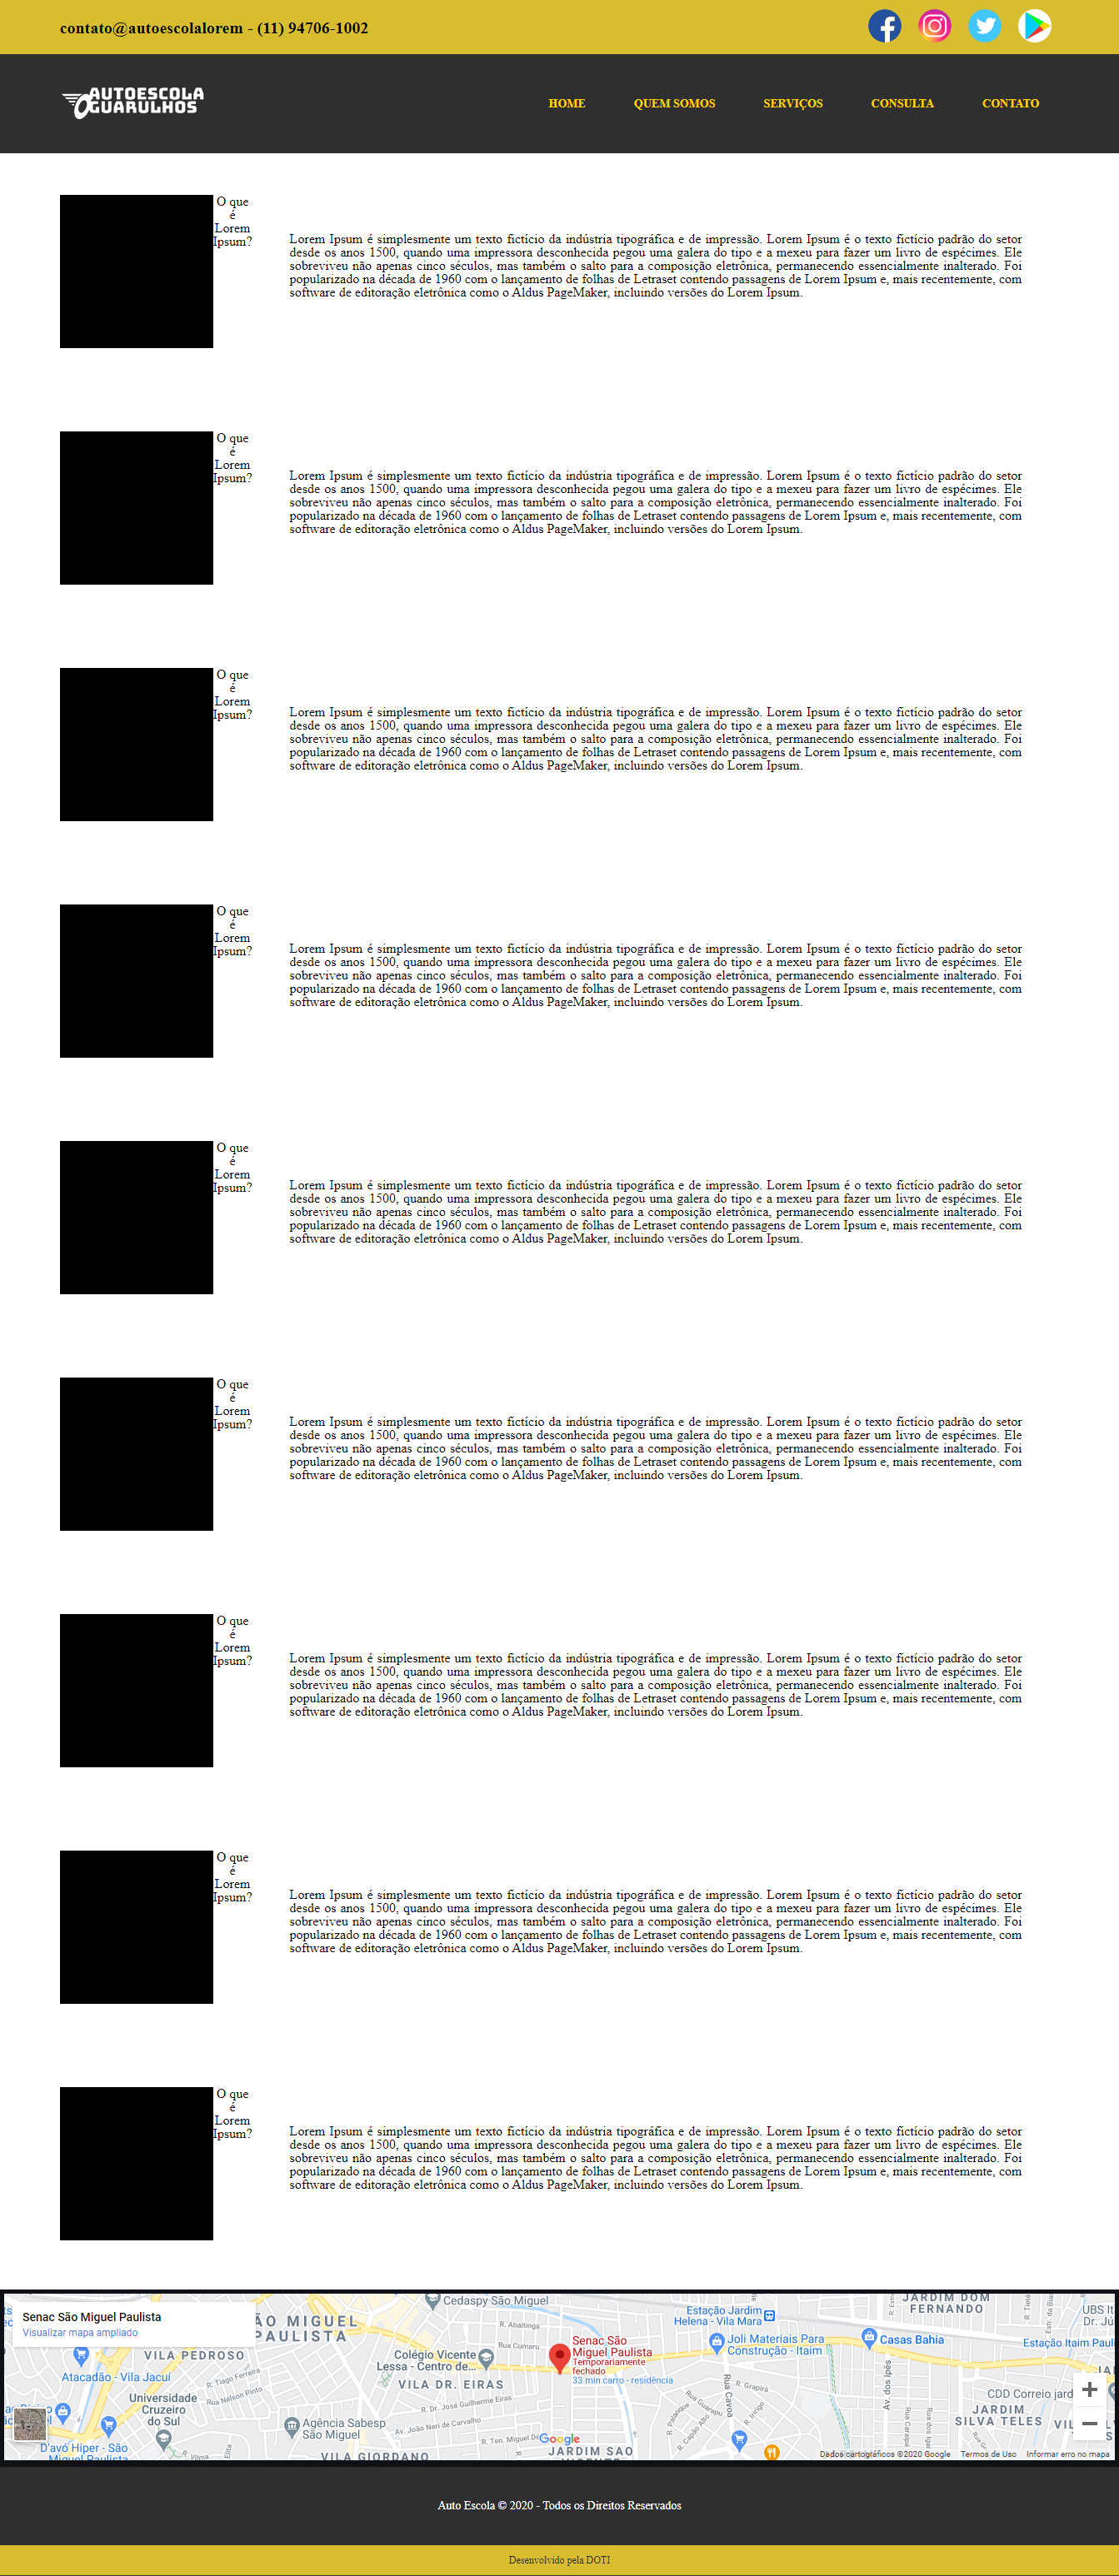 contato@autoescolalorem - (11) 94706-1002
AUTOESCOLA
GUARULHOS
HOME QUEM SOMOS SERVIÇOS CONSULTA CONTATO
O que
é
Lorem
Ipsum?
Lorem Ipsum é simplesmente um texto fictício da indústria tipográfica e de impressão. Lorem Ipsum é o texto fictício padrão do setor
desde os anos 1500, quando uma impressora desconhecida pegou uma galera do tipo e a mexeu para fazer um livro de espécimes. Ele
sobreviveu não apenas cinco séculos, mas também o salto para a composição eletrônica, permanecendo essencialmente inalterado. Foi
popularizado na década de 1960 com o lançamento de folhas de Letraset contendo passagens de Lorem Ipsum e, mais recentemente, com
software de editoração eletrônica como o Aldus PageMaker, incluindo versões do Lorem Ipsum.
O que
é
Lorem
Ipsum?
Lorem Ipsum é simplesmente um texto fictício da indústria tipográfica e de impressão. Lorem Ipsum é o texto fictício padrão do setor
desde os anos 1500, quando uma impressora desconhecida pegou uma galera do tipo e a mexeu para fazer um livro de espécimes. Ele
sobreviveu não apenas cinco séculos, mas também o salto para a composição eletrônica, permanecendo essencialmente inalterado. Foi
popularizado na década de 1960 com o lançamento de folhas de Letraset contendo passagens de Lorem Ipsum e, mais recentemente, com
software de editoração eletrônica como o Aldus PageMaker, incluindo versões do Lorem Ipsum.
O que
é
Lorem
Ipsum?
Lorem Ipsum é simplesmente um texto fictício da indústria tipográfica e de impressão. Lorem Ipsum é o texto fictício padrão do setor
desde os anos 1500, quando uma impressora desconhecida pegou uma galera do tipo e a mexeu para fazer um livro de espécimes. Ele
sobreviveu não apenas cinco séculos, mas também o salto para a composição eletrônica, permanecendo essencialmente inalterado. Foi
popularizado na década de 1960 com o lançamento de folhas de Letraset contendo passagens de Lorem Ipsum e, mais recentemente, com
software de editoração eletrônica como o Aldus PageMaker, incluindo versões do Lorem Ipsum.
O que
é
Lorem
Ipsum?
Lorem Ipsum é simplesmente um texto fictício da indústria tipográfica e de impressão. Lorem Ipsum é o texto fictício padrão do setor
desde os anos 1500, quando uma impressora desconhecida pegou uma galera do tipo e a mexeu para fazer um livro de espécimes. Ele
sobreviveu não apenas cinco séculos, mas também o salto para a composição eletrônica, permanecendo essencialmente inalterado. Foi
popularizado na década de 1960 com o lançamento de folhas de Letraset contendo passagens de Lorem Ipsum e, mais recentemente, com
software de editoração eletrônica como o Aldus PageMaker, incluindo versões do Lorem Ipsum.
O que
é
Lorem
Ipsum?
Lorem Ipsum é simplesmente um texto fictício da indústria tipográfica e de impressão. Lorem Ipsum é o texto fictício padrão do setor
desde os anos 1500, quando uma impressora desconhecida pegou uma galera do tipo e a mexeu para fazer um livro de espécimes. Ele
sobreviveu não apenas cinco séculos, mas também o salto para a composição eletrônica, permanecendo essencialmente inalterado. Foi
popularizado na década de 1960 com o lançamento de folhas de Letraset contendo passagens de Lorem Ipsum e, mais recentemente, com
software de editoração eletrônica como o Aldus PageMaker, incluindo versões do Lorem Ipsum.
O que
é
Lorem
Ipsum?
Lorem Ipsum é simplesmente um texto fictício da indústria tipográfica e de impressão. Lorem Ipsum é o texto fictício padrão do setor
desde os anos 1500, quando uma impressora desconhecida pegou uma galera do tipo e a mexeu para fazer um livro de espécimes. Ele
sobreviveu não apenas cinco séculos, mas também o salto para a composição eletrônica, permanecendo essencialmente inalterado. Foi
popularizado na década de 1960 com o lançamento de folhas de Letraset contendo passagens de Lorem Ipsum e, mais recentemente, com
software de editoração eletrônica como o Aldus PageMaker, incluindo versões do Lorem Ipsum.
O que
é
Lorem
Ipsum?
Lorem Ipsum é simplesmente um texto fictício da indústria tipográfica e de impressão. Lorem Ipsum é o texto fictício padrão do setor
desde os anos 1500, quando uma impressora desconhecida pegou uma galera do tipo e a mexeu para fazer um livro de espécimes. Ele
sobreviveu não apenas cinco séculos, mas também o salto para a composição eletrônica, permanecendo essencialmente inalterado. Foi
popularizado na década de 1960 com o lançamento de folhas de Letraset contendo passagens de Lorem Ipsum e, mais recentemente, com
software de editoração eletrônica como o Aldus PageMaker, incluindo versões do Lorem Ipsum.
O que
é
Lorem
Ipsum?
Lorem Ipsum é simplesmente um texto fictício da indústria tipográfica e de impressão. Lorem Ipsum é o texto fictício padrão do setor
desde os anos 1500, quando uma impressora desconhecida pegou uma galera do tipo e a mexeu para fazer um livro de espécimes. Ele
sobreviveu não apenas cinco séculos, mas também o salto para a composição eletrônica, permanecendo essencialmente inalterado. Foi
popularizado na década de 1960 com o lançamento de folhas de Letraset contendo passagens de Lorem Ipsum e, mais recentemente, com
software de editoração eletrônica como o Aldus PageMaker, incluindo versões do Lorem Ipsum.
O que
é
Lorem
Ipsum?
Lorem Ipsum é simplesmente um texto fictício da indústria tipográfica e de impressão. Lorem Ipsum é o texto fictício padrão do setor
desde os anos 1500, quando uma impressora desconhecida pegou uma galera do tipo e a mexeu para fazer um livro de espécimes. Ele
sobreviveu não apenas cinco séculos, mas também o salto para a composição eletrônica, permanecendo essencialmente inalterado. Foi
popularizado na década de 1960 com o lançamento de folhas de Letraset contendo passagens de Lorem Ipsum e, mais recentemente, com
software de editoração eletrônica como o Aldus PageMaker, incluindo versões do Lorem Ipsum.
Senac São Miguel Paulista
Visualizar mapa ampliado
ÃO MIGUEL
PAULISTA
VILA PEDROSO
Atacadão - Vila Jacuí
R. Tiago Ferreira
Rua Nélson Pinto
Universidade
Cruzeiro
do Sul
D'avó Hiper - São
Miguel Paulista
Cedaspy São Miguel
R. Abaitinga
Rua Cumaru
Colégio Vicente
Lessa - Centro de...
VILA DR. EIRAS
R. Dr. José Guilherme Eiras
Av. João Neri de Carvalho
Agência Sabesp
São Miguel
R. Ten. Miguel De
VILA GIORDANO
Senac São
Miguel Paulista
Temporariamente
fechado
33 min carro - residência
Google
JARDIM SAO
VICENTE
Estação Jardim
Helena - Vila Mara
Joli Materiais Para
Construção - Itaim
R. Grapirá
Rua Cavoá
Av. dos Ipês
JARDIM DOM
FERNANDO
Casas Bahia
UBS It
Dr. Jú
Estação Itaim Paul
CDD Correio jard
JARDIM
SILVA TELES
Dados cartográficos ©2020 Google Termos de Uso Informar erro no mapa
Auto Escola © 2020 - Todos os Direitos Reservados
Desenvolvido pela DOTI